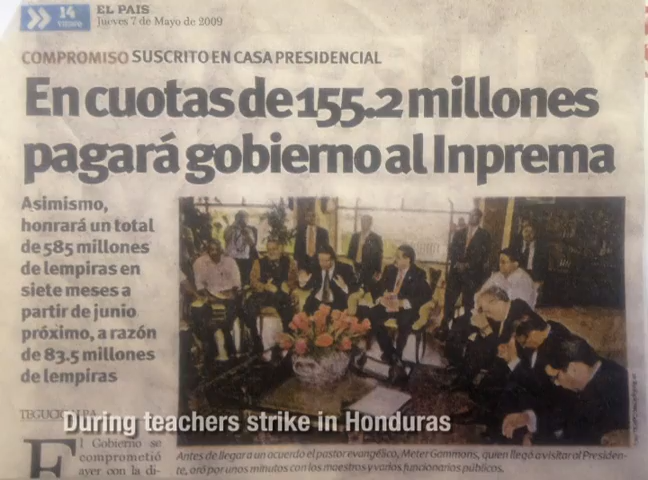 14
TIEMPO
EL PAIS
Jueves 7 de Mayo de 2009
COMPROMISO SUSCRITO EN CASA PRESIDENCIAL
En cuotas de 155.2 millones
pagará gobierno al Inprema
Asimismo,
honrará un total
de 585 millones
de lempiras en
siete meses a
partir de junio
próximo, a razón
de 83.5 millones
de lempiras
TEGUCIGALPA
During teachers strike in Honduras
El Gobierno se
comprometió
ayer con la di-
Antes de llegar a un acuerdo el pastor evangélico, Meter Gammons, quien llegó a visitar al Presiden-
te, oró por unos minutos con los maestros y varios funcionarios públicos.